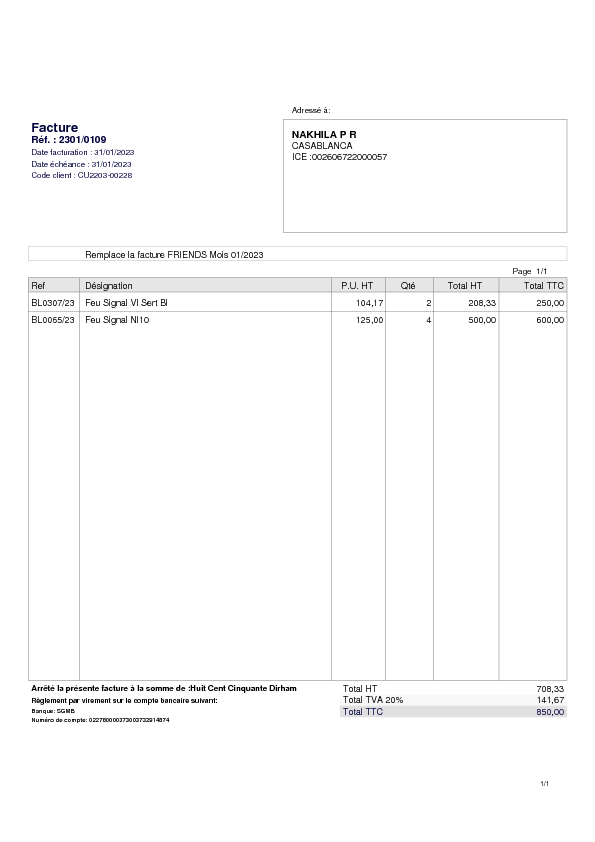 Adressé à:
Facture
Réf. : 2301/0109
Date facturation : 31/01/2023
Date échéance : 31/01/2023
Code client : CU2203-00228
NAKHILA P R
CASABLANCA
ICE :002606722000057
Remplace la facture FRIENDS Mois 01/2023
Page 1/1
Ref Désignation P.U. HT Qté Total HT Total TTC
BL0307/23 Feu Signal VI Sert Bl 104,17 2 208,33 250,00
BL0065/23 Feu Signal NI10 125,00 4 500,00 600,00
Arrêté la présente facture à la somme de :Huit Cent Cinquante Dirham
Règlement par virement sur le compte bancaire suivant:
Banque: SGMB
Numéro de compte:
Total HT 708,33
Total TVA 20% 141,67
Total TTC 850,00
1/1